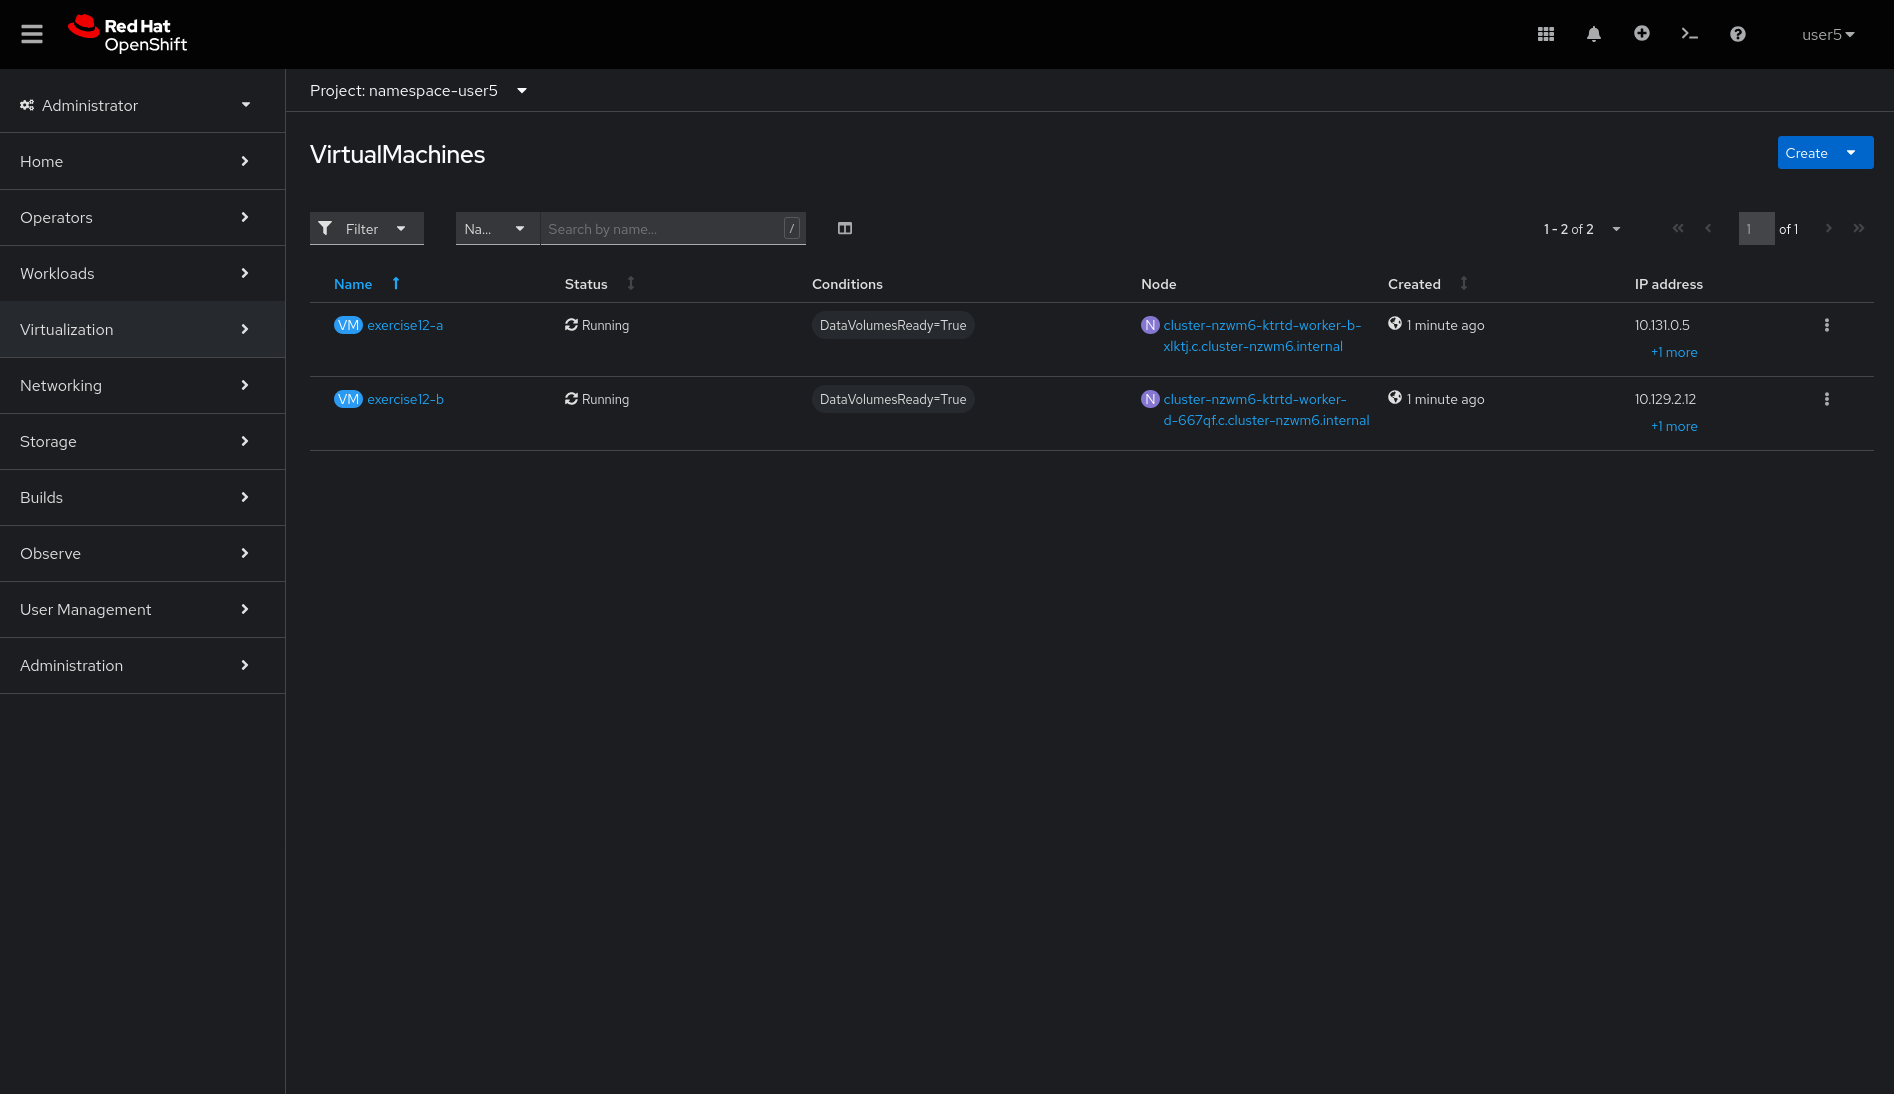 Red Hat
OpenShift
user5
Administrator
Home
Operators
Workloads
Virtualization
Networking
Storage
Builds
Observe
User Management
Administration
Project: namespace-user5
VirtualMachines
Create
Filter
Na...
Search by name...
/
1 - 2 of 2
1 of 1
Name Status Conditions Node Created IP address
VM exercise12-a Running DataVolumesReady=True N cluster-nzwm6-ktrtd-worker-b- 1 minute ago 10.131.0.5
xlktj.c.cluster-nzwm6.internal +1 more
VM exercise12-b Running DataVolumesReady=True N cluster-nzwm6-ktrtd-worker- 1 minute ago 10.129.2.12
d-667qf.c.cluster-nzwm6.internal +1 more